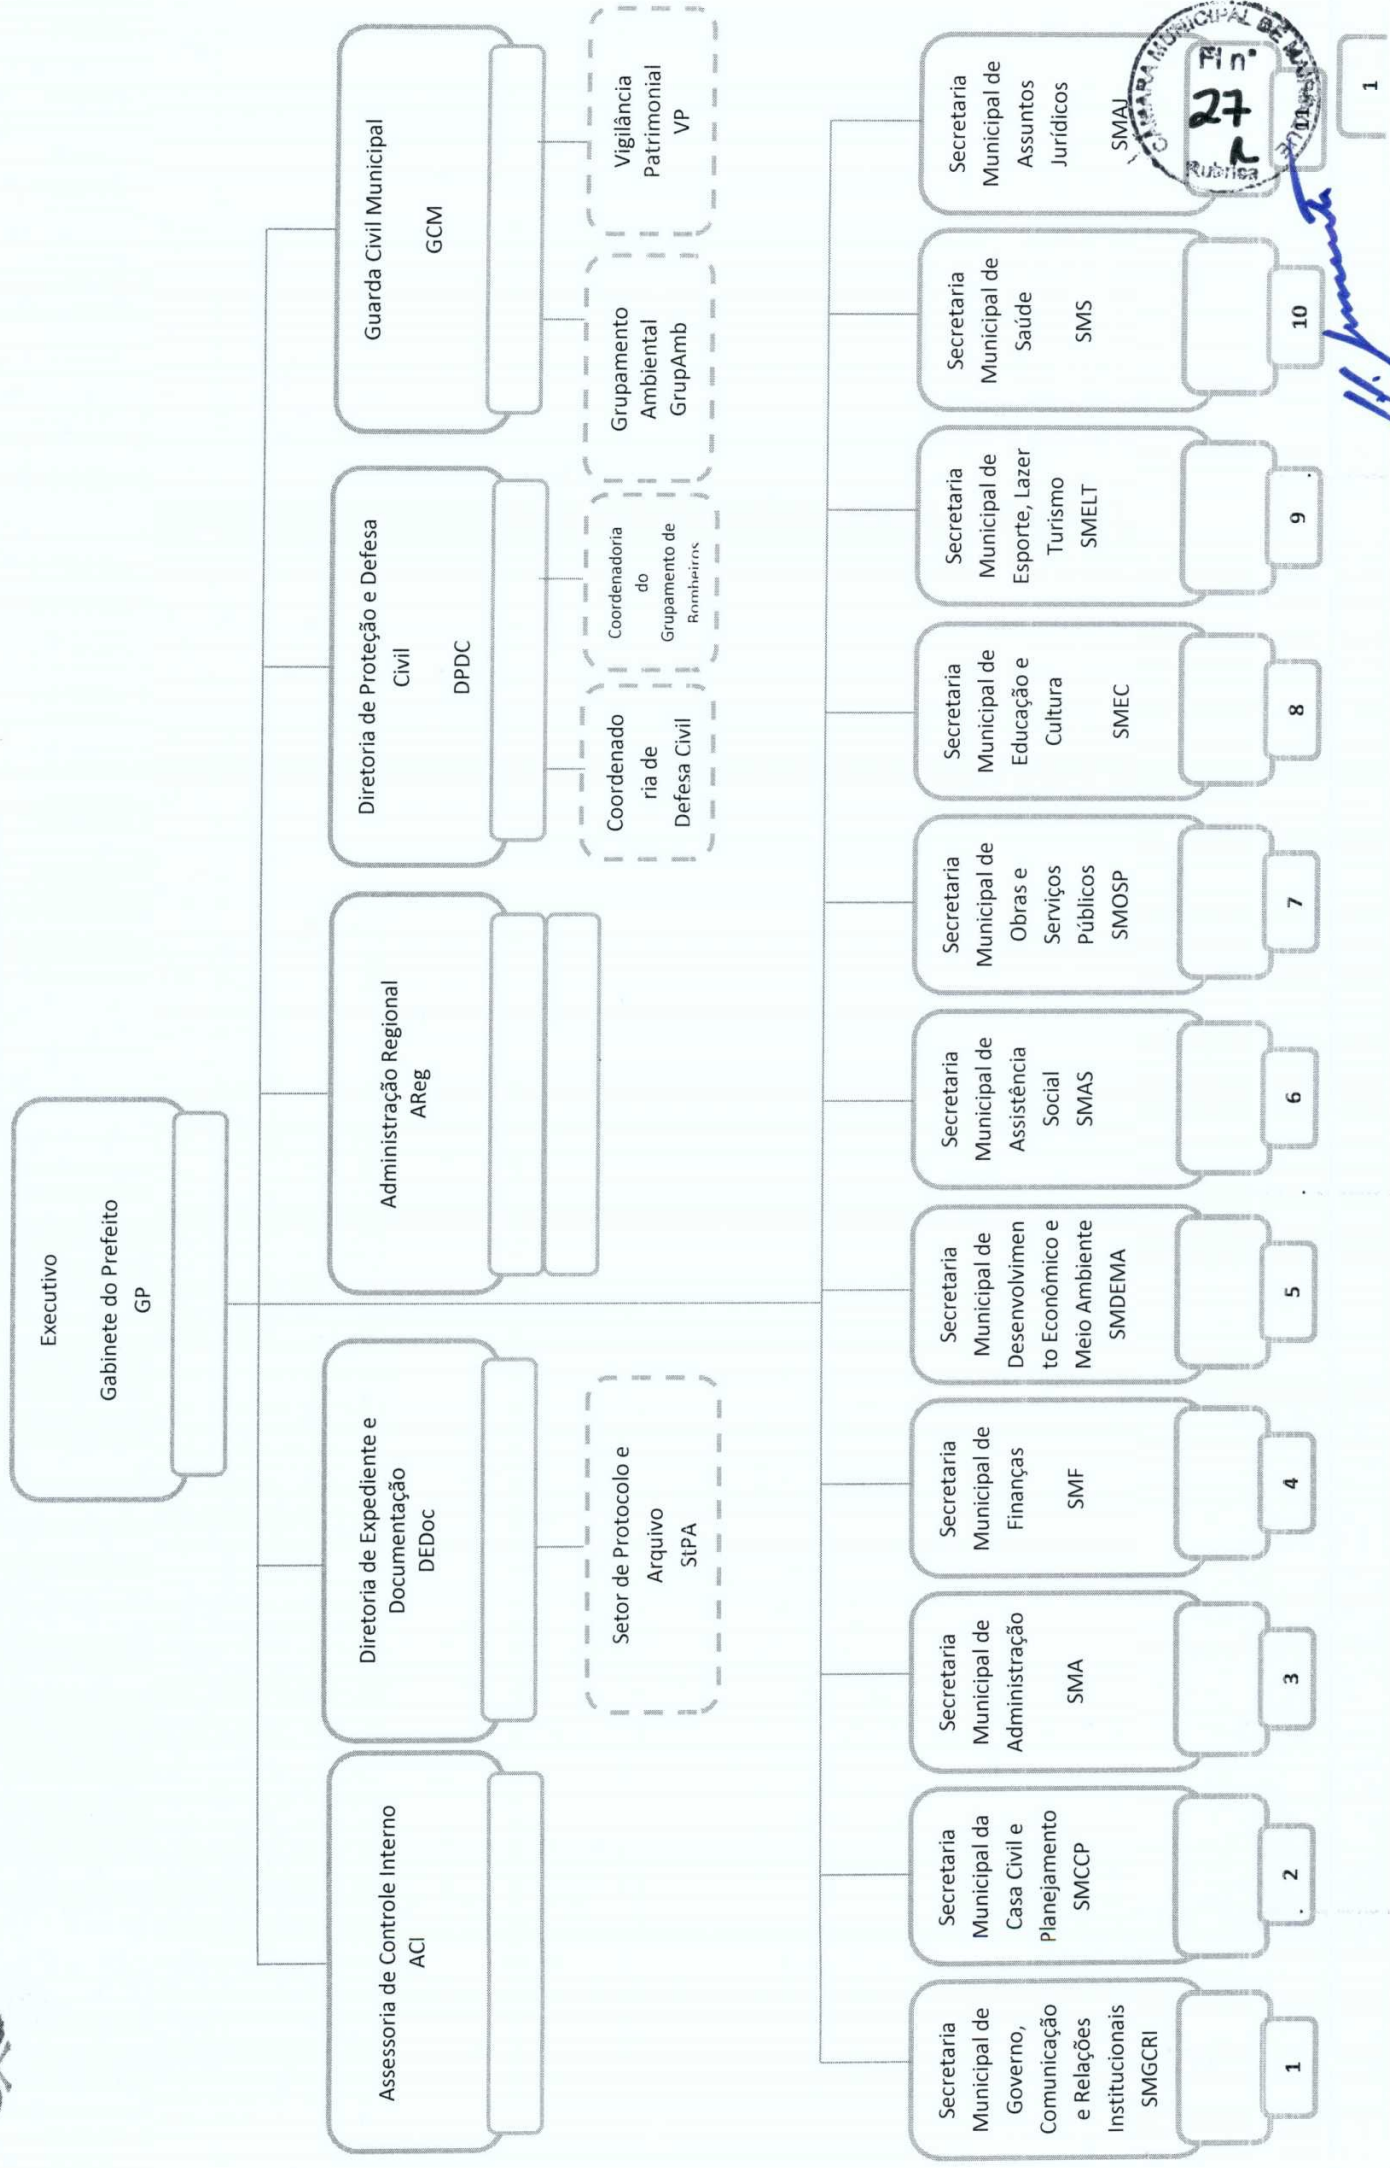 Executivo
Gabinete do Prefeito
GP
Assessoria de Controle Interno
ACI
Diretoria de Expediente e
Documentação
DEDoc
Administração Regional
AReg
Diretoria de Proteção e Defesa
Civil
DPDC
Guarda Civil Municipal
GCM
Setor de Protocolo e
Arquivo
StPA
Coordenado
ria de
Defesa Civil
Coordenadoria
do
Grupamento de
Bombeiros
Grupamento
Ambiental
GrupAmb
Vigilância
Patrimonial
VP
Secretaria
Municipal de
Governo,
Comunicação
e Relações
Institucionais
SMGCRI
1
Secretaria
Municipal da
Casa Civil e
Planejamento
SMCCP
2
Secretaria
Municipal de
Administração
SMA
3
Secretaria
Municipal de
Finanças
SMF
4
Secretaria
Municipal de
Desenvolvimen
to Econômico e
Meio Ambiente
SMDEMA
5
Secretaria
Municipal de
Assistência
Social
SMAS
6
Secretaria
Municipal de
Obras e
Serviços
Públicos
SMOSP
7
Secretaria
Municipal de
Educação e
Cultura
SMEC
8
Secretaria
Municipal de
Esporte, Lazer
Turismo
SMELT
9
Secretaria
Municipal de
Saúde
SMS
10
Secretaria
Municipal de
Assuntos
Jurídicos
SMAJ
CÂMARA MUNICIPAL DE
Fl nº
27
Rubrica
1